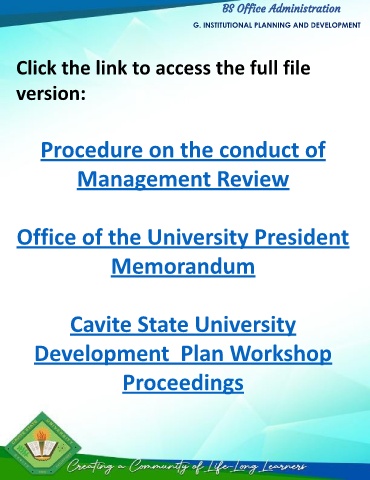 BS Office Administration
G. INSTITUTIONAL PLANNING AND DEVELOPMENT
Click the link to access the full file
version:
Procedure on the conduct of
Management Review
Office of the University President
Memorandum
Cavite State University
Development Plan Workshop
Proceedings
Creating a Community of Life-Long Learners